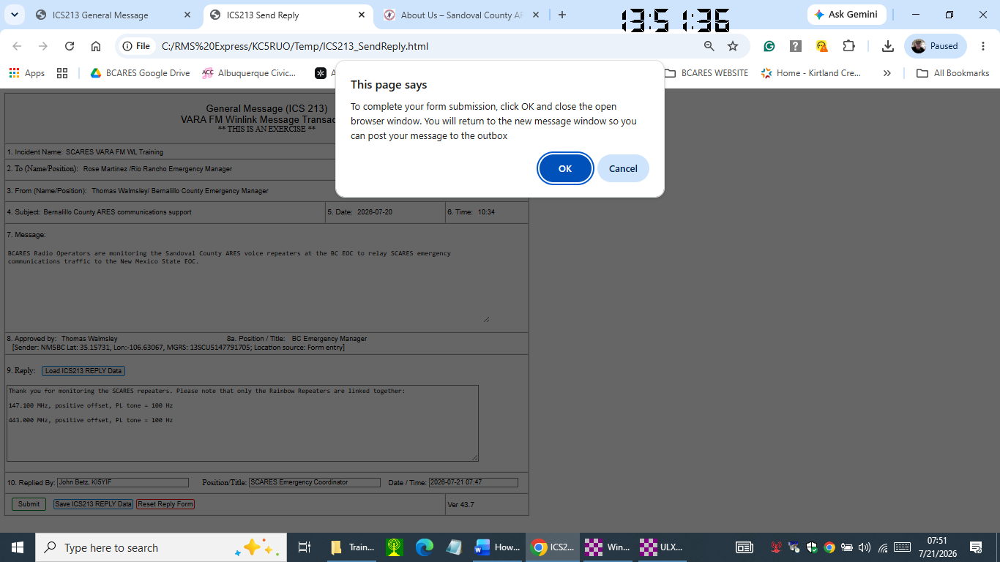 ICS213 General Message
ICS213 Send Reply
About Us – Sandoval County AR
13:51:36
Ask Gemini
File
C:/RMS%20Express/KC5RUO/Temp/ICS213_SendReply.html
Paused
Apps
BCARES Google Drive
ACC
Albuquerque Civic...
A
BCARES WEBSITE
Home - Kirtland Cre...
All Bookmarks
This page says
To complete your form submission, click OK and close the open
browser window. You will return to the new message window so you
can post your message to the outbox
OK
Cancel
General Message (ICS 213)
VARA FM Winlink Message Transac
** THIS IS AN EXERCISE **
1. Incident Name: SCARES VARA FM WL Training
2. To (Name/Position): Rose Martinez /Rio Rancho Emergency Manager
3. From (Name/Position): Thomas Walmsley/ Bernalillo County Emergency Manager
4. Subject: Bernalillo County ARES communications support
5. Date: 2026-07-20
6. Time: 10:34
7. Message:
BCARES Radio Operators are monitoring the Sandoval County ARES voice repeaters at the BC EOC to relay SCARES emergency
communications traffic to the New Mexico State EOC.
8. Approved by: Thomas Walmsley
8a. Position / Title: BC Emergency Manager
[Sender: NM5BC Lat: 35.15731, Lon:-106.63067, MGRS: 13SCU5147791705; Location source: Form entry]
9. Reply:
Load ICS213 REPLY Data
Thank you for monitoring the SCARES repeaters. Please note that only the Rainbow Repeaters are linked together:
147.100 MHz, positive offset, PL tone = 100 Hz
443.000 MHz, positive offset, PL tone = 100 Hz
10. Replied By: John Betz, KI5YIF
Position/Title: SCARES Emergency Coordinator
Date / Time: 2026-07-21 07:47
Submit
Save ICS213 REPLY Data
Reset Reply Form
Ver 43.7
Type here to search
Train...
How...
ICS2...
Win...
ULX...
07:51
7/21/2026